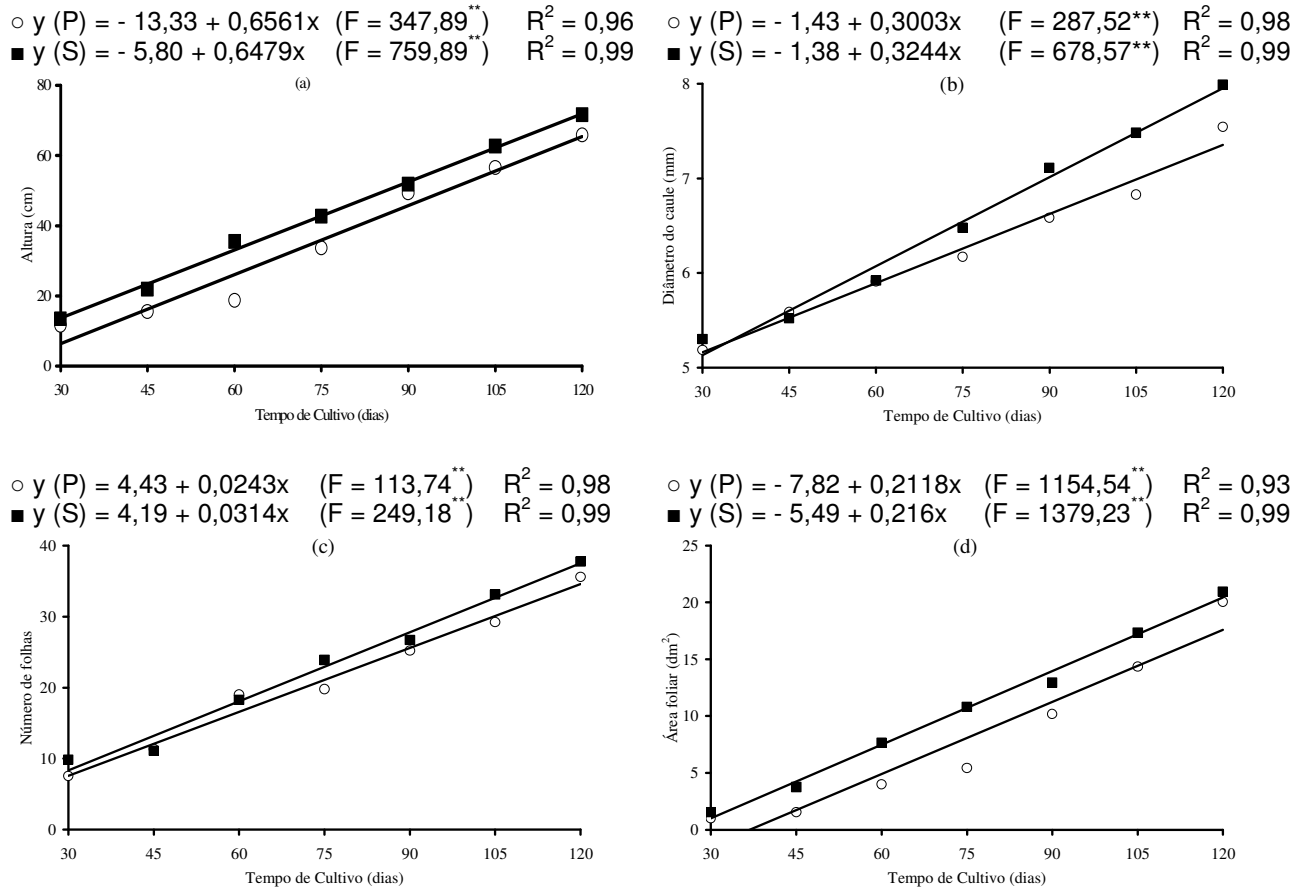 ○ y (P) = - 13,33 + 0,6561x (F = 347,89**) R² = 0,96
■ y (S) = - 5,80 + 0,6479x (F = 759,89**) R² = 0,99
(a)
80
60
40
20
0
Altura (cm)
30 45 60 75 90 105 120
Tempo de Cultivo (dias)
○ y (P) = - 1,43 + 0,3003x (F = 287,52**) R² = 0,98
■ y (S) = - 1,38 + 0,3244x (F = 678,57**) R² = 0,99
(b)
8
7
6
5
Diâmetro do caule (mm)
30 45 60 75 90 105 120
Tempo de Cultivo (dias)
○ y (P) = 4,43 + 0,0243x (F = 113,74**) R² = 0,98
■ y (S) = 4,19 + 0,0314x (F = 249,18**) R² = 0,99
(c)
40
30
20
10
0
Número de folhas
30 45 60 75 90 105 120
Tempo de Cultivo (dias)
○ y (P) = - 7,82 + 0,2118x (F = 1154,54**) R² = 0,93
■ y (S) = - 5,49 + 0,216x (F = 1379,23**) R² = 0,99
(d)
25
20
15
10
5
0
Área foliar (dm²)
30 45 60 75 90 105 120
Tempo de Cultivo (dias)